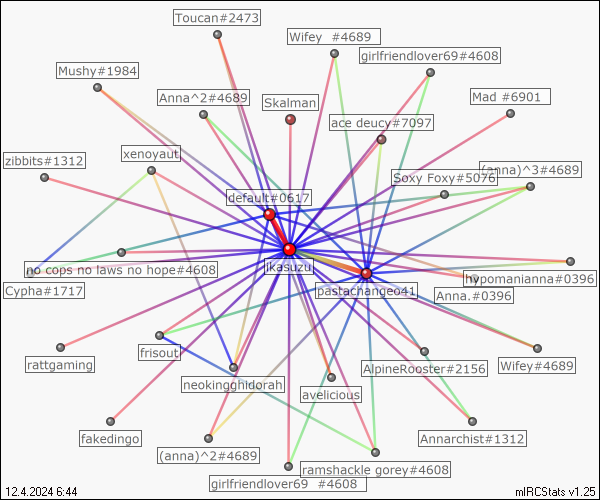 Toucan#2473
Wifey #4689
girlfriendlover69#4608
Mushy#1984
Anna^2#4689
Skalman
Mad #6901
ace deucy#7097
zibbits#1312
xenoyaut
Soxy Foxy#5076
(anna)^3#4689
default#0617
no cops no laws no hope#4608
jkasuzu
hypomanianna#0396
Cypha#1717
pastachangeo41
Anna.#0396
frisout
rattgaming
AlpineRooster#2156
Wifey#4689
neokingghidorah
avelicious
fakedingo
Annarchist#1312
(anna)^2#4689
ramshackle gorey#4608
girlfriendlover69 #4608
12.4.2024 6:44
mIRCStats v1.25